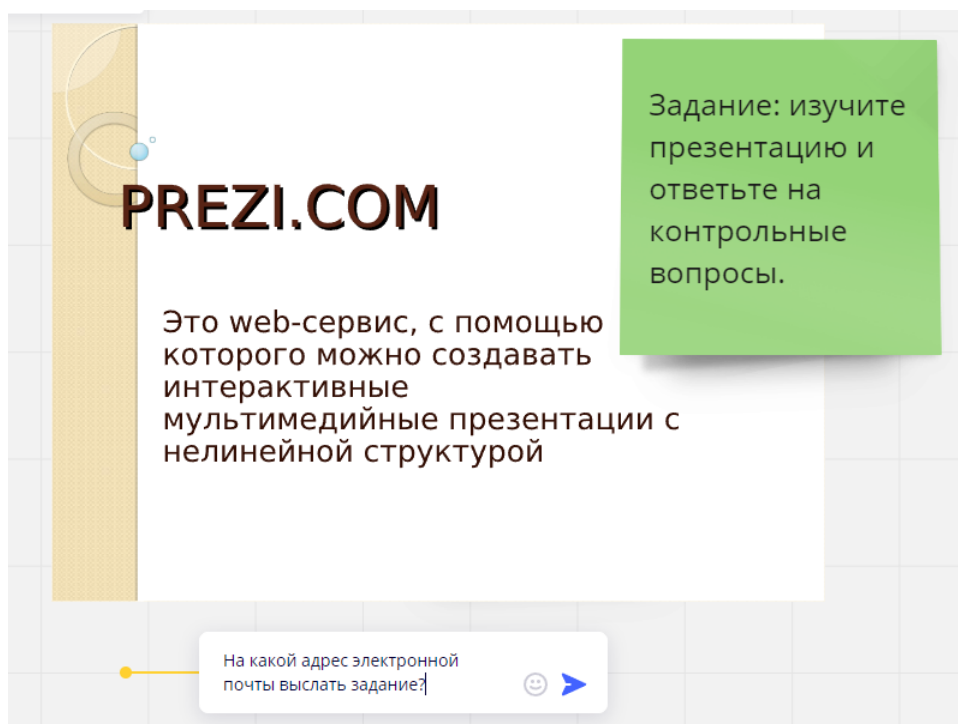 PREZI.COM
Это web-сервис, с помощью
которого можно создавать
интерактивные
мультимедийные презентации с
нелинейной структурой
Задание: изучите
презентацию и
ответьте на
контрольные
вопросы.
На какой адрес электронной
почты выслать задание?